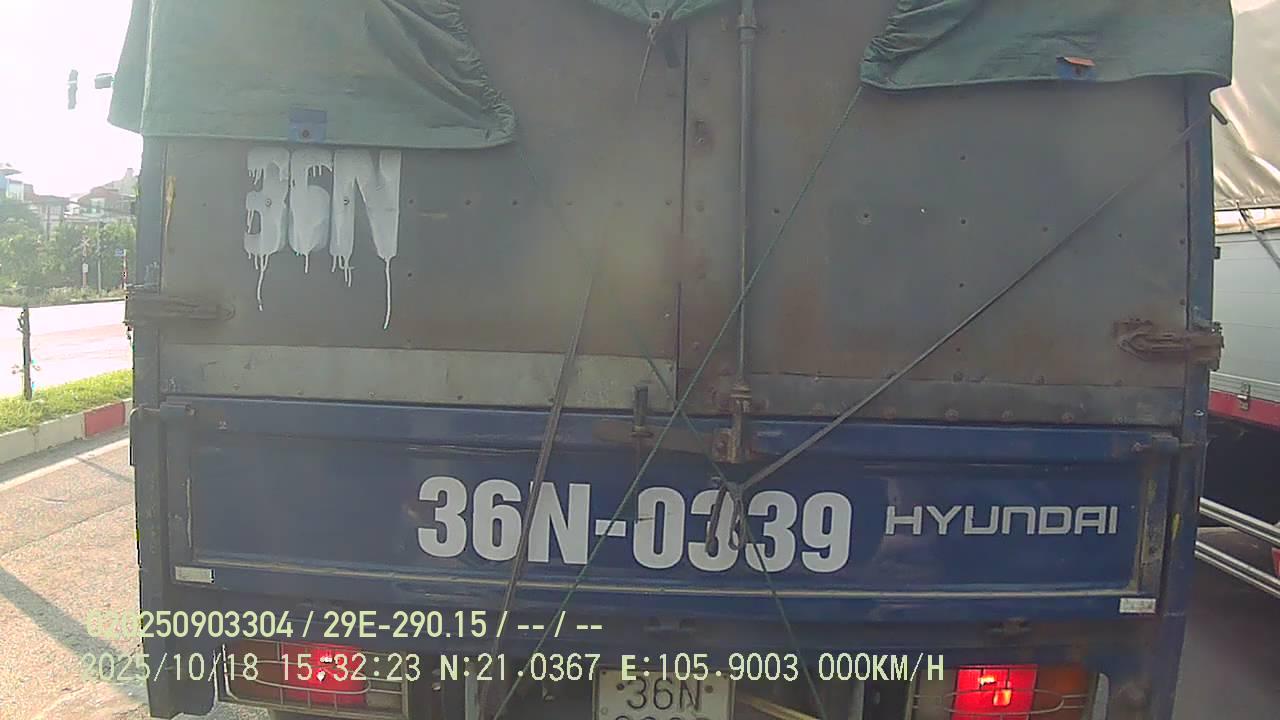 36N
36N-0339
HYUNDAI
020250903304 / 29E-290.15 / -- / --
2025/10/18 15:32:23 N:21.0367 E:105.9003 000KM/H
36N